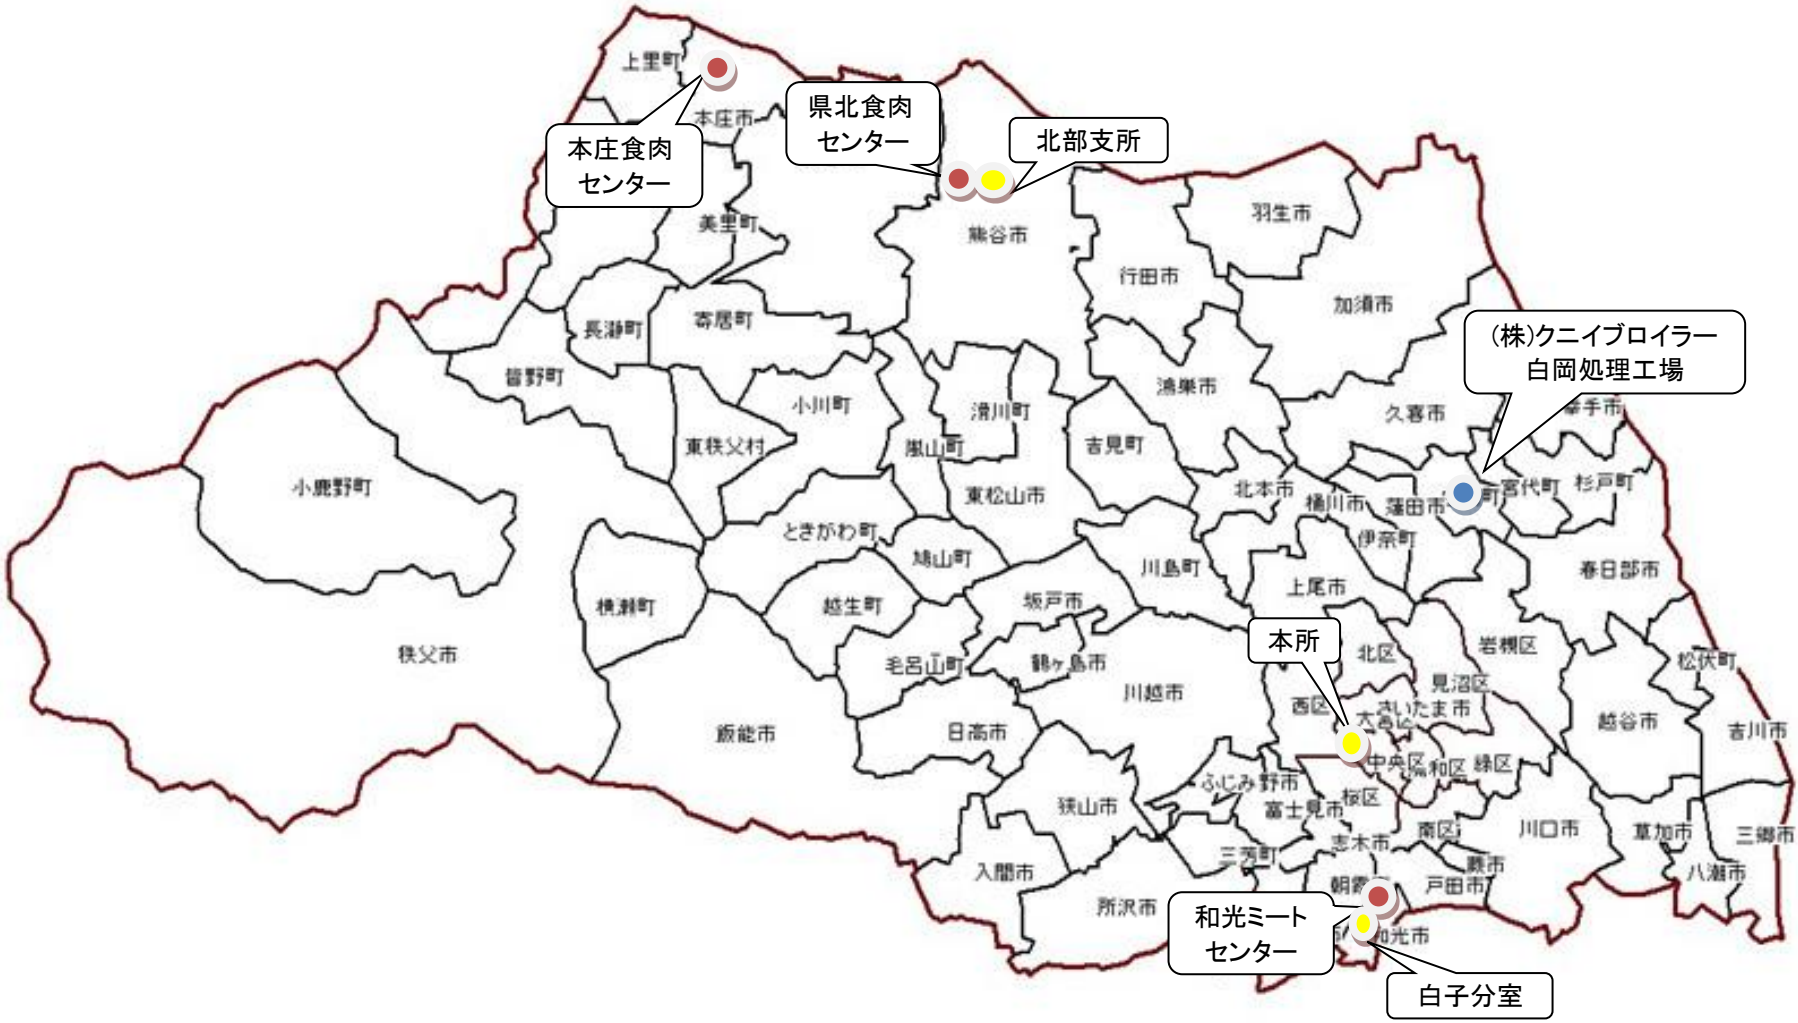 上里町
本庄市
本庄食肉
センター
県北食肉
センター
北部支所
美里町
熊谷市
行田市
羽生市
加須市
(株)クニイブロイラー
白岡処理工場
長瀞町
寄居町
皆野町
小川町
滑川町
嵐山町
東秩父村
吉見町
鴻巣市
久喜市
幸手市
小鹿野町
東松山市
北本市
桶川市
蓮田市
町
宮代町
杉戸町
ときがわ町
鳩山町
川島町
伊奈町
上尾市
春日部市
横瀬町
越生町
坂戸市
本所
北区
岩槻区
秩父市
毛呂山町
鶴ヶ島市
川越市
西区
見沼区
さいたま市
松伏町
越谷市
吉川市
飯能市
日高市
中央区
浦和区
緑区
ふじみ野市
富士見市
桜区
狭山市
南区
川口市
草加市
三郷市
志木市
三芳町
蕨市
戸田市
八潮市
入間市
所沢市
和光ミート
センター
和光市
白子分室